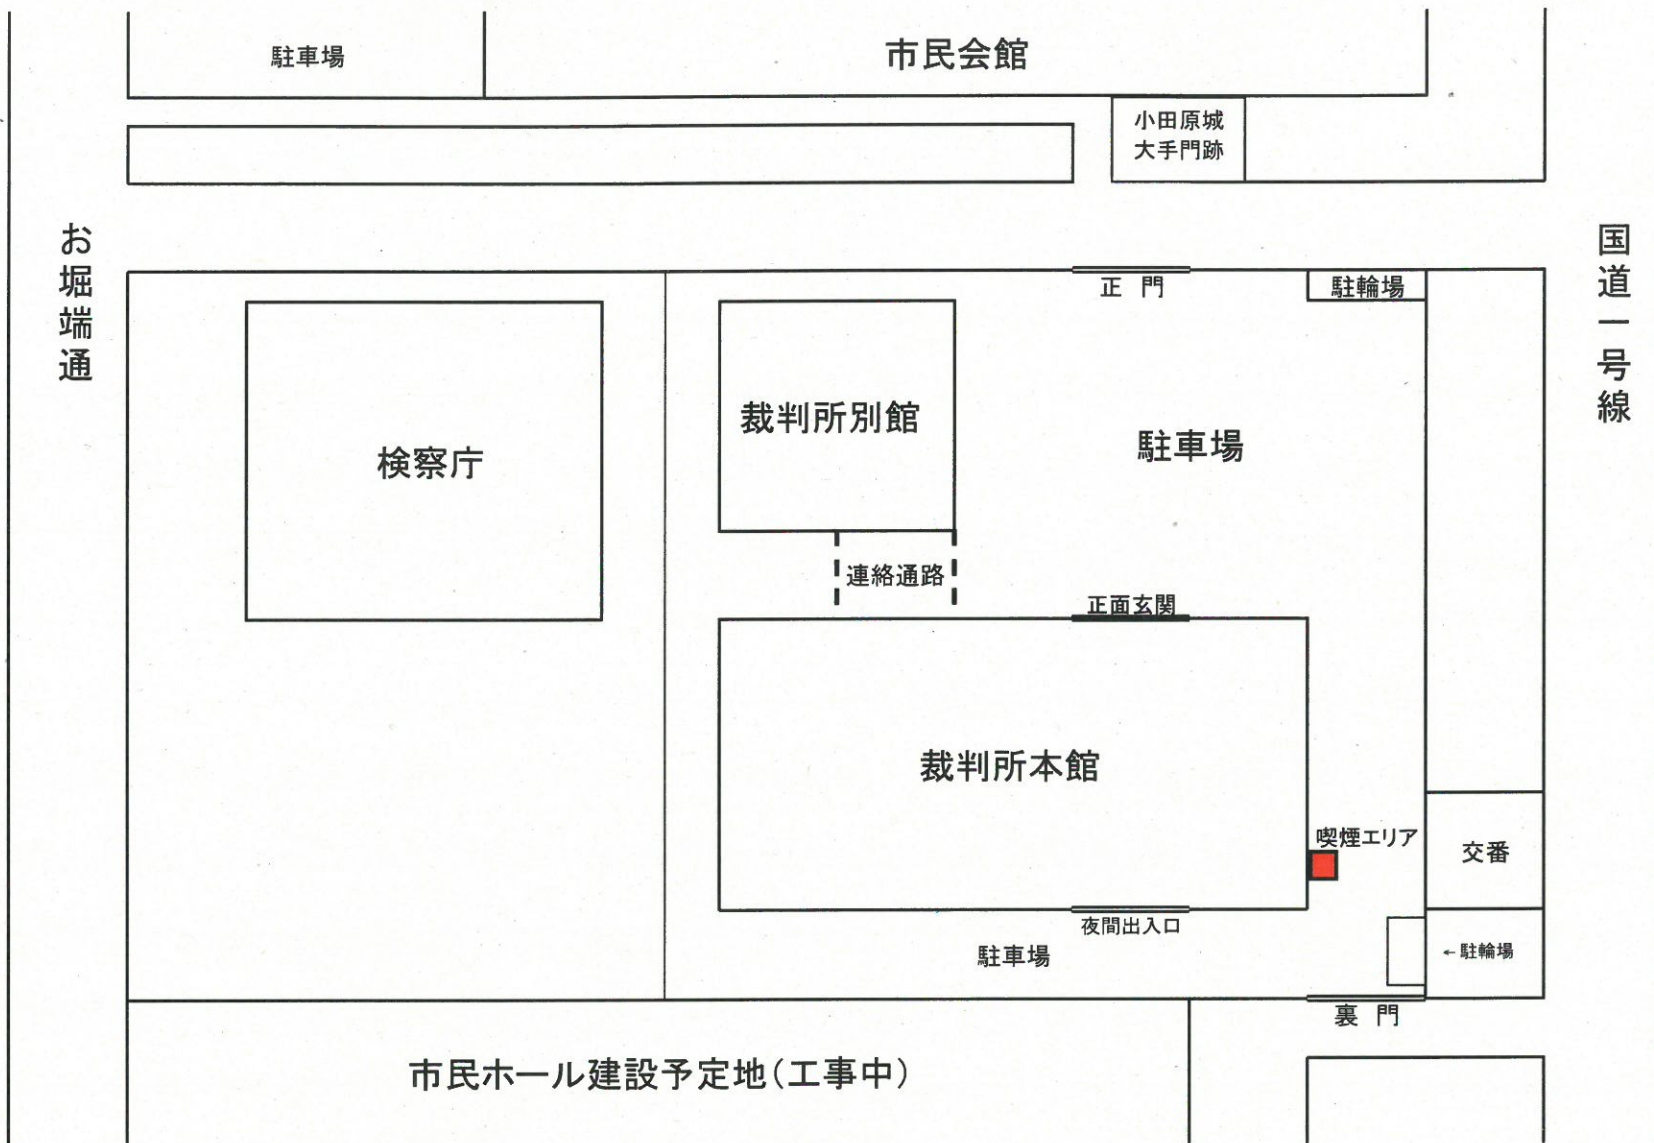 駐車場
市民会館
小田原城
大手門跡
お堀端通
国道一号線
正 門
駐輪場
裁判所別館
駐車場
検察庁
連絡通路
正面玄関
裁判所本館
喫煙エリア
交番
夜間出入口
駐車場
←駐輪場
裏 門
市民ホール建設予定地(工事中)